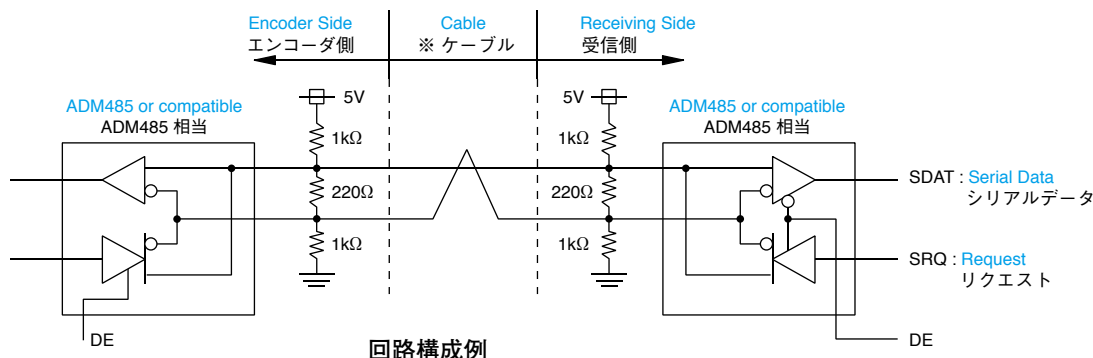 Encoder Side
エンコーダ側
Cable
※ ケーブル
Receiving Side
受信側
ADM485 or compatible
ADM485 相当
5V
1kΩ
220Ω
1kΩ
5V
1kΩ
220Ω
1kΩ
ADM485 or compatible
ADM485 相当
SDAT : Serial Data
シリアルデータ
SRQ : Request
リクエスト
DE
DE
回路構成例